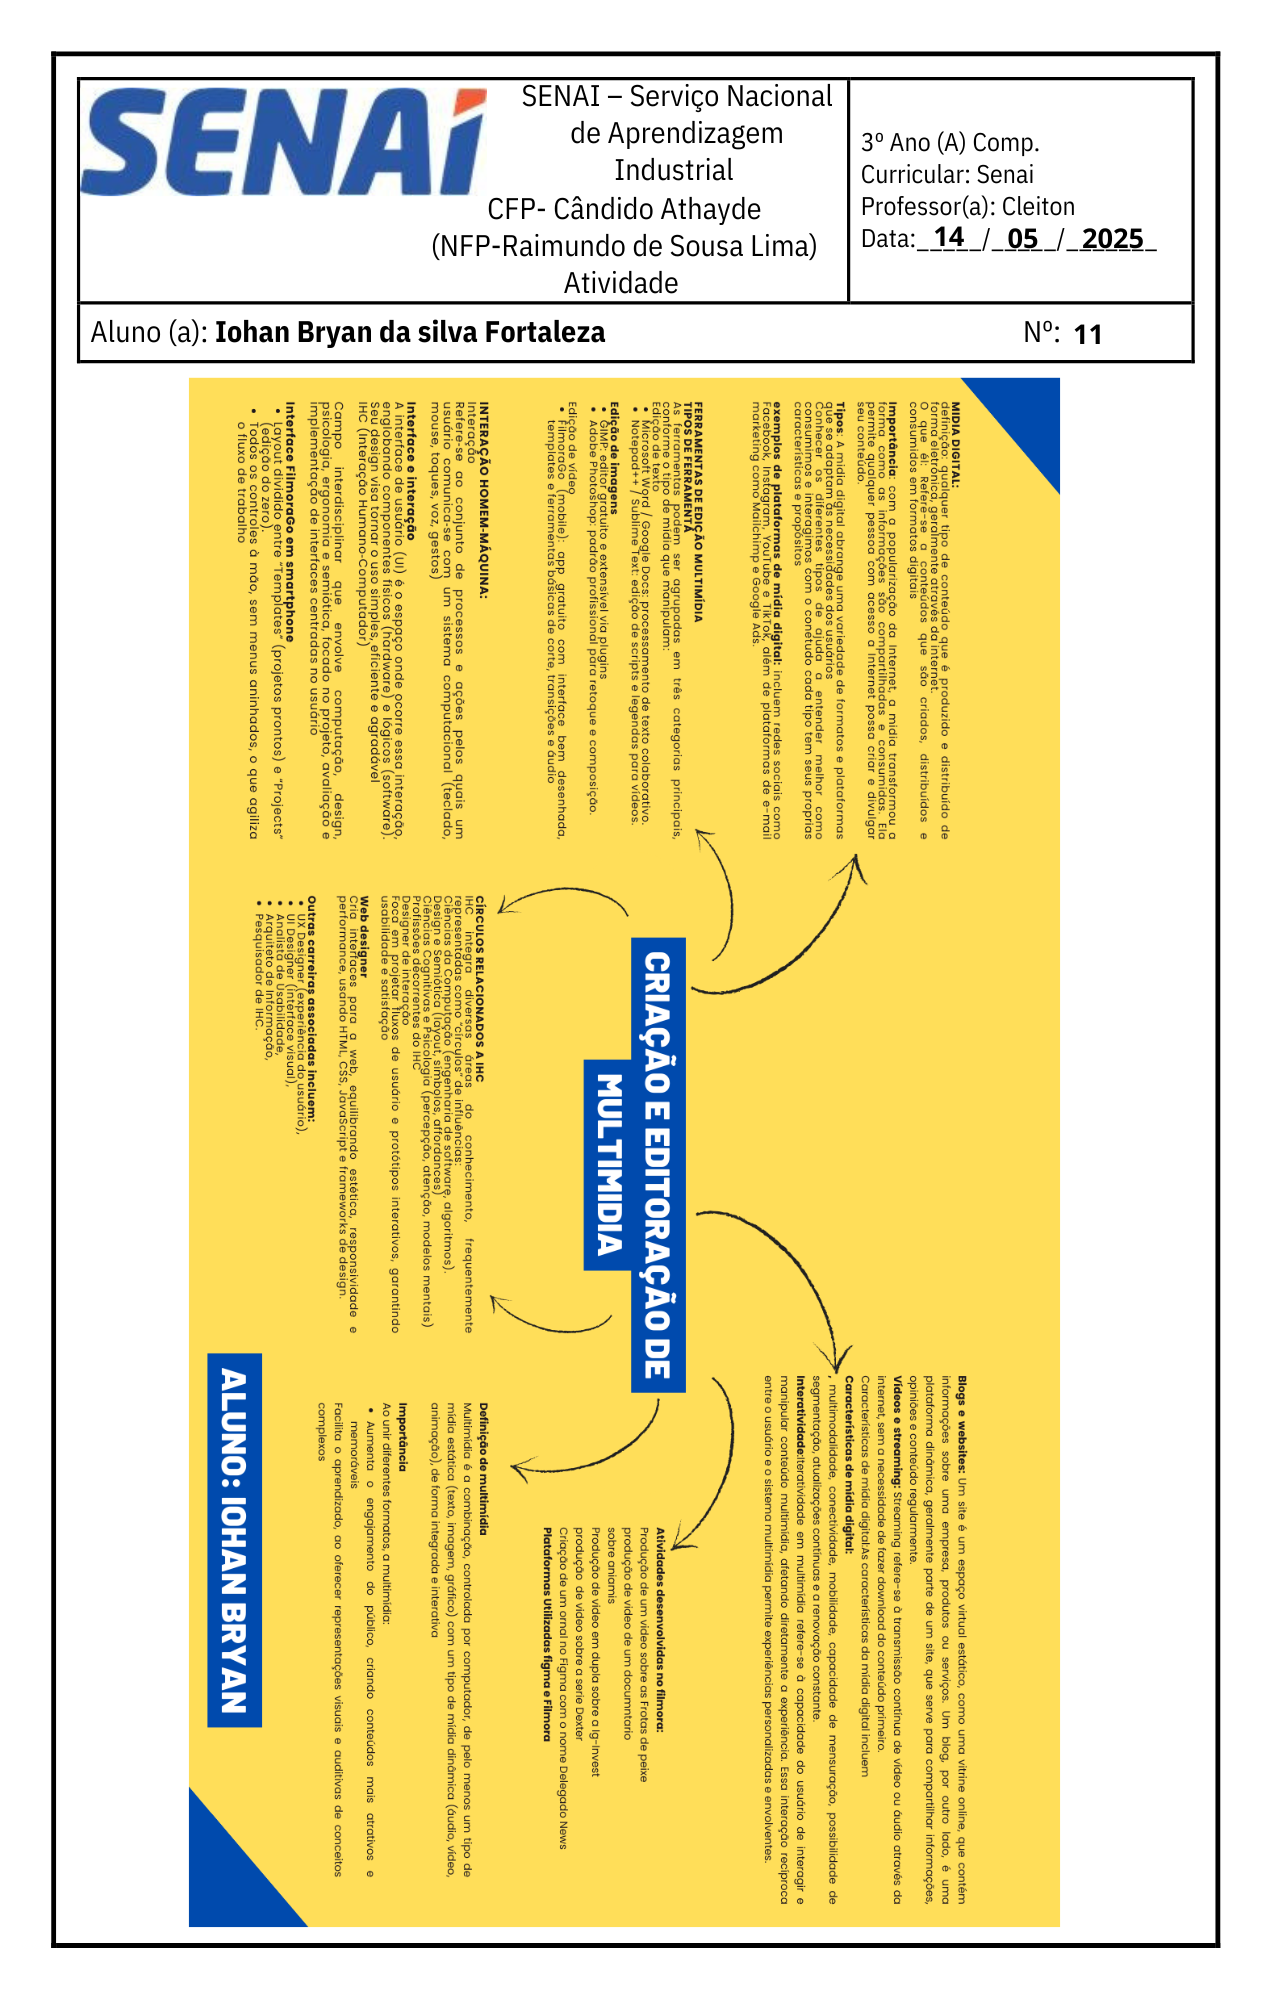 SENAI
SENAI – Serviço Nacional
de Aprendizagem
Industrial
CFP- Cândido Athayde
(NFP-Raimundo de Sousa Lima)
Atividade
3º Ano (A) Comp.
Curricular: Senai
Professor(a): Cleiton
Data:_14_/_05_/_2025_
Aluno (a): Iohan Bryan da silva Fortaleza
Nº: 11
MIDIA DIGITAL:
definição: qualquer tipo de conteúdo que é produzido e distribuído de
forma eletrônica, geralmente através da internet.
O que él: Refere-se a conteúdos que são criados, distribuídos e
consumidos em formatos digitais
Importância: com a popularização da Internet, a midia transformou a
forma como as informações são compartilhadas e consumidas. Ela
permite qualquer pessoa com acesso a Internet possa criar e divulgar
seu conteúdo.
Tipos: A mídia digital abrange uma variedade de formatos e plataformas
que se adaptam às necessidades dos usuários
Conhecer os diferentes tipos de ajuda a entender melhor como
consumimos e interagimos com o conetúdo cada tipo tem seus proprias
caracteristicas e propósitos
exemplos de plataformas de mídia digital: incluem redes sociais como
Facebook, Instagram, YouTube e TikTok, além de plataformas de e-mail
marketing como Mailchimp e Google Ads.
FERRAMENTAS DE EDIÇÃO MULTIMÍDIA
TIPOS DE FERRAMENTA
As ferramentas podem ser agrupadas em três categorias principais,
conforme o tipo de mídia que manipulam:
Edição de texto
• Microsoft Word / Google Docs: processamento de texto colaborativo.
• Notepad++ / Sublime Text: edição de scripts e legendas para vídeos.
Edição de imagens
• GIMP: editor gratuito e extensível via plugins
• Adobe Photoshop: padrão profissional para retoque e composição.
Edição de vídeo
• FilmoraGo (mobile): app gratuito com interface bem desenhada,
templates e ferramentas básicas de corte, transições e áudio
INTERAÇÃO HOMEM-MÁQUINA:
Interação
Refere-se ao conjunto de processos e ações pelos quais um
usuário comunica-se com um sistema computacional (teclado,
mouse, toques, voz, gestos)
Interface e interação
A interface de usuário (UI) é o espaço onde ocorre essa interação,
englobando componentes físicos (hardware) e lógicos (software).
Seu design visa tornar o uso simples, eficiente e agradável
IHC (Interação Humano-Computador)
Campo interdisciplinar que envolve computação, design,
psicologia, ergonomia e semiótica, focado no projeto, avaliação e
implementação de interfaces centradas no usuário
Interface FilmoraGo em smartphone
• Layout dividido entre “Templates” (projetos prontos) e “Projects”
(edição do zero).
• Todos os controles à mão, sem menus aninhados, o que agiliza
o fluxo de trabalho
CÍRCULOS RELACIONADOS A IHC
IHC integra diversas áreas do conhecimento, frequentemente
representadas como “círculos” de influências:
Ciências da Computação (engenharia de software, algoritmos).
Design e Semiótica (layout, símbolos, affordances)
Ciências Cognitivas e Psicologia (percepção, atenção, modelos mentais)
Profissões decorrentes do IHC
Designer de Interação
Foca em projetar fluxos de usuário e protótipos interativos, garantindo
usabilidade e satisfação
Web designer
Cria interfaces para a web, equilibrando estética, responsividade e
performance, usando HTML, CSS, JavaScript e frameworks de design.
Outras carreiras associadas incluem:
• UX Designer (experiência do usuário),
• UI Designer (interface visual),
• Analista de Usabilidade,
• Arquiteto de Informação,
• Pesquisador de IHC.
CRIAÇÃO E EDITORAÇÃO DE
MULTIMIDIA
Blogs e websites: Um site é um espaço virtual estático, como uma vitrine online, que contém
informações sobre uma empresa, produtos ou serviços. Um blog, por outro lado, é uma
plataforma dinâmica, geralmente parte de um site, que serve para compartilhar informações,
opiniões e conteúdo regularmente.
Vídeos e streaming: Streaming refere-se à transmissão contínua de vídeo ou áudio através da
internet, sem a necessidade de fazer download do conteúdo primeiro.
Características de mídia digital:As características da mídia digital incluem
Características de mídia digital:
, multimodalidade, conectividade, mobilidade, capacidade de mensuração, possibilidade de
segmentação, atualizações contínuas e a renovação constante.
Interatividade:Iteratividade em multimídia refere-se à capacidade do usuário de interagir e
manipular conteúdo multimídia, afetando diretamente a experiência. Essa interação recíproca
entre o usuário e o sistema multimídia permite experiências personalizadas e envolventes.
Atividades desenvolvidas no filmora:
Produção de um vídeo sobre as Frotas de peixe
produção de vídeo de um documntario
sobre aniamis
Produção de vídeo em dupla sobre a Ig-Invest
produção de vídeo sobre a serie Dexter
Criação de um ornal no Figma com o nome Delegado News
Plataformas Utilizadas figma e Filmora
Definição de multimídia
Multimídia é a combinação, controlada por computador, de pelo menos um tipo de
mídia estática (texto, imagem, gráfico) com um tipo de mídia dinâmica (áudio, vídeo,
animação), de forma integrada e interativa
Importância
Ao unir diferentes formatos, a multimídia:
• Aumenta o engajamento do público, criando conteúdos mais atrativos e
memoráveis
Facilita o aprendizado, ao oferecer representações visuais e auditivas de conceitos
complexos
ALUNO: IOHAN BRYAN